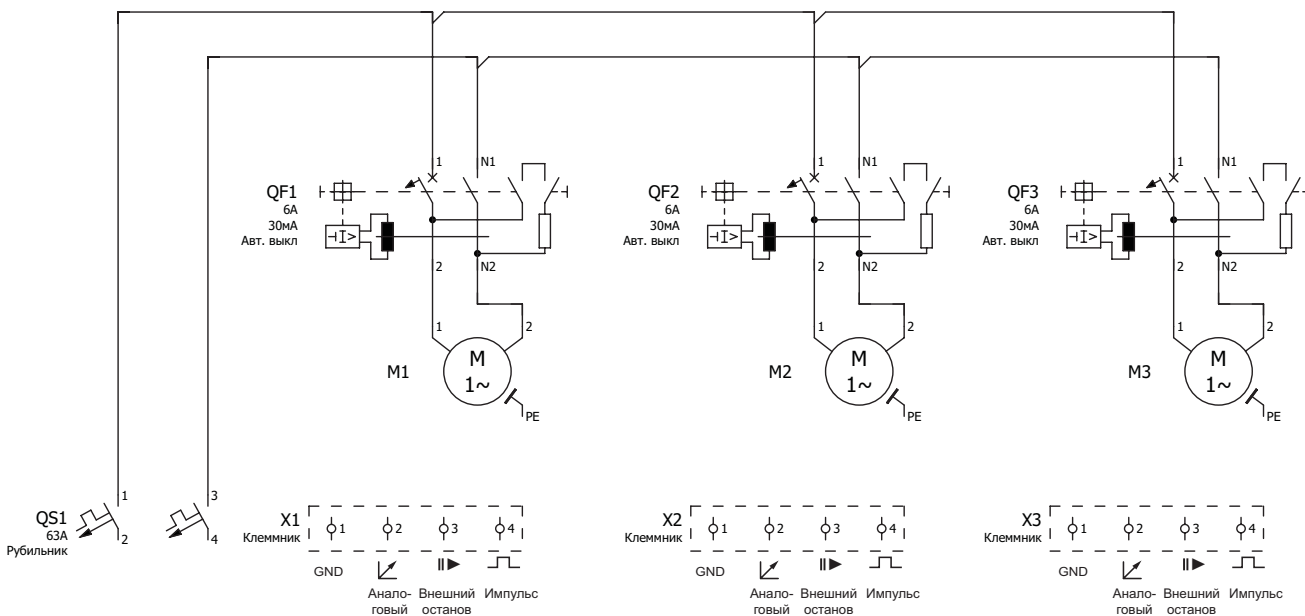 1
N1
QF1
6А
30мА
Авт. выкл
I>
2
N2
1
2
M1
M
1~
PE
1
N1
QF2
6А
30мА
Авт. выкл
I>
2
N2
1
2
M2
M
1~
PE
1
N1
QF3
6А
30мА
Авт. выкл
I>
2
N2
1
2
M3
M
1~
PE
QS1
63А
Рубильник
1
2
3
4
X1
Клеммник
1
2
3
4
GND
Анало-
говый
Внешний
останов
Импульс
X2
Клеммник
1
2
3
4
GND
Анало-
говый
Внешний
останов
Импульс
X3
Клеммник
1
2
3
4
GND
Анало-
говый
Внешний
останов
Импульс